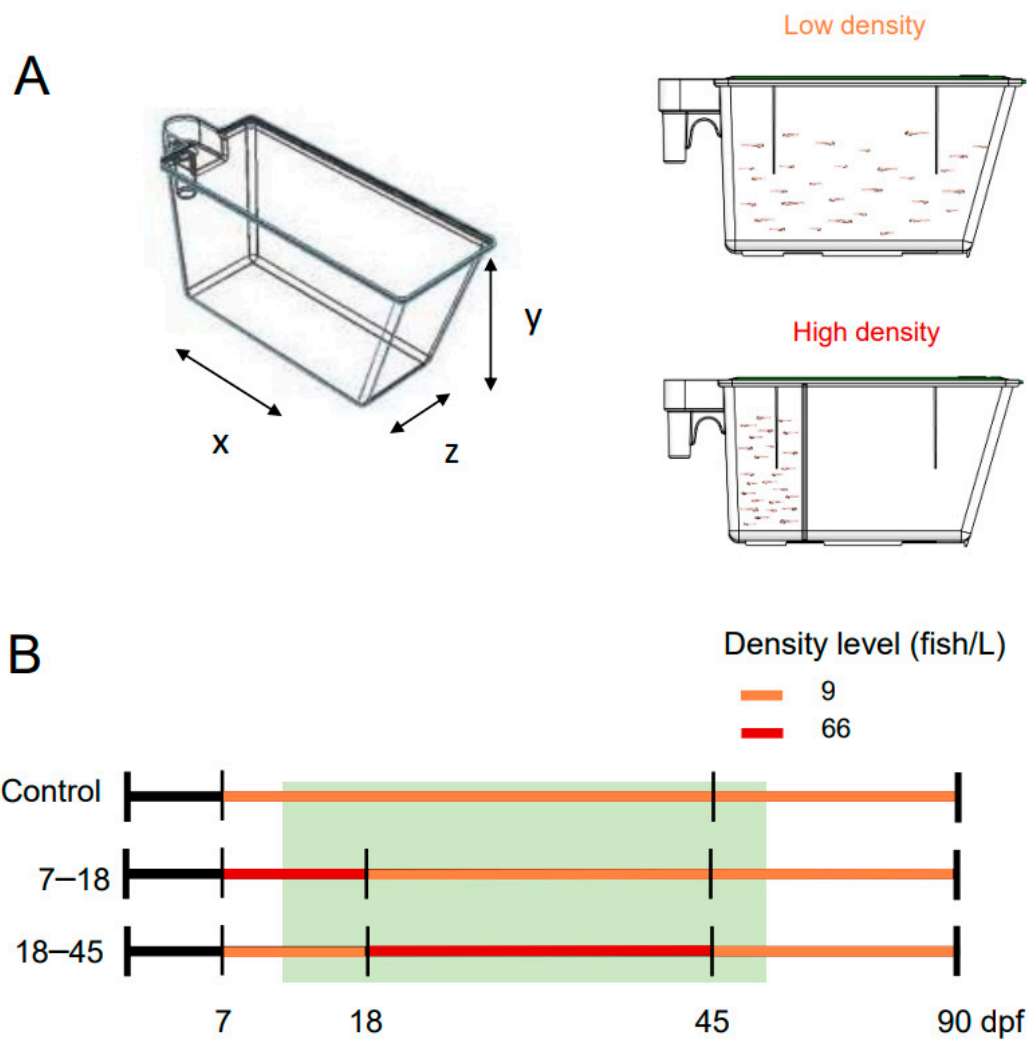 A
Low density
High density
x
y
z
B
Density level (fish/L)
9
66
Control
7–18
18–45
7 18 45 90 dpf